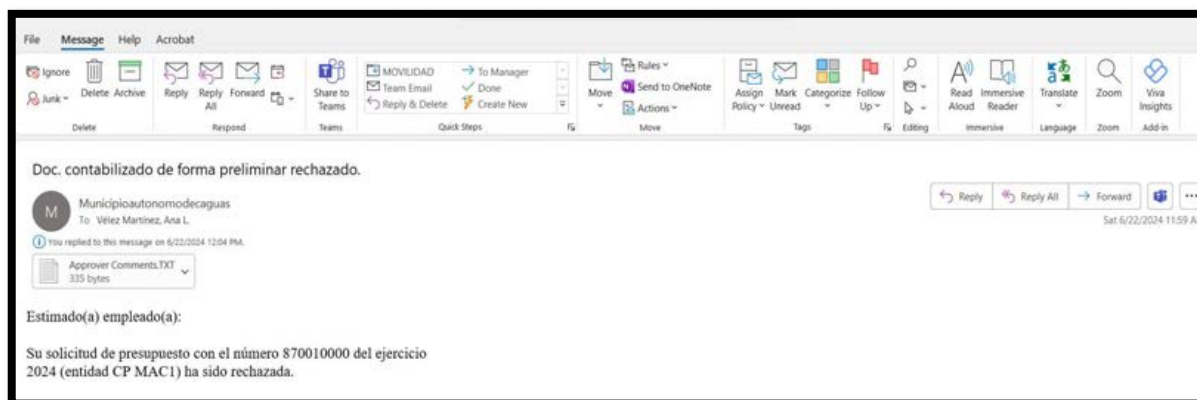 File Message Help Acrobat
Ignore
Junk
Delete Archive
Delete
Reply Reply All Forward
Respond
Share to Teams
Teams
MOVILIDAD
Team Email
Reply & Delete
To Manager
Done
Create New
Quick Steps
Move
Rules
Send to OneNote
Actions
Move
Assign Policy Mark Unread Categorize Follow Up
Tags
Editing
Read Aloud Immersive Reader
Immersive
Translate
Language
Zoom
Zoom
Viva Insights
Add-in
Doc. contabilizado de forma preliminar rechazado.
M
Municipioautonomodecaguas
To Vélez Martínez, Ana L.
Reply Reply All Forward
Sat 6/22/2024 11:59 A
You replied to this message on 6/22/2024 12:04 PM.
Approver Comments.TXT
335 bytes
Estimado(a) empleado(a):
Su solicitud de presupuesto con el número 870010000 del ejercicio
2024 (entidad CP MAC1) ha sido rechazada.